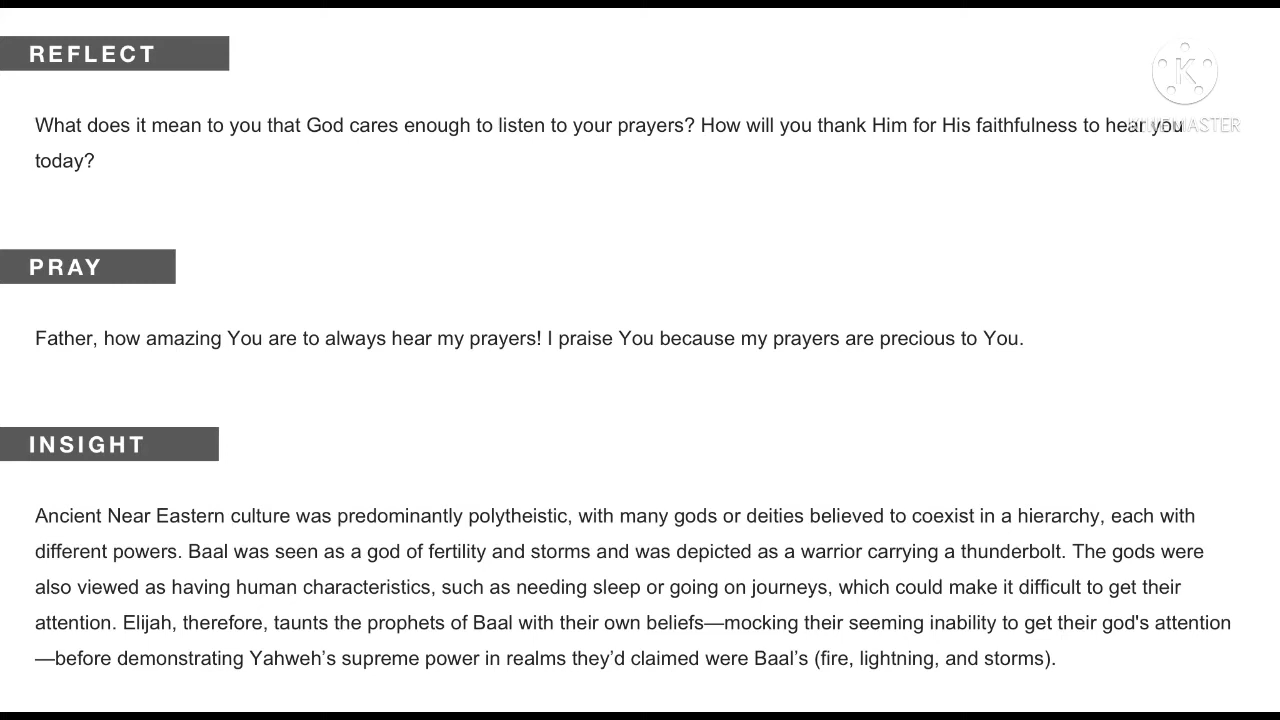 REFLECT
What does it mean to you that God cares enough to listen to your prayers? How will you thank Him for His faithfulness to hear you
today?
K
KINEMASTER
PRAY
Father, how amazing You are to always hear my prayers! I praise You because my prayers are precious to You.
INSIGHT
Ancient Near Eastern culture was predominantly polytheistic, with many gods or deities believed to coexist in a hierarchy, each with
different powers. Baal was seen as a god of fertility and storms and was depicted as a warrior carrying a thunderbolt. The gods were
also viewed as having human characteristics, such as needing sleep or going on journeys, which could make it difficult to get their
attention. Elijah, therefore, taunts the prophets of Baal with their own beliefs—mocking their seeming inability to get their god's attention
—before demonstrating Yahweh’s supreme power in realms they’d claimed were Baal’s (fire, lightning, and storms).